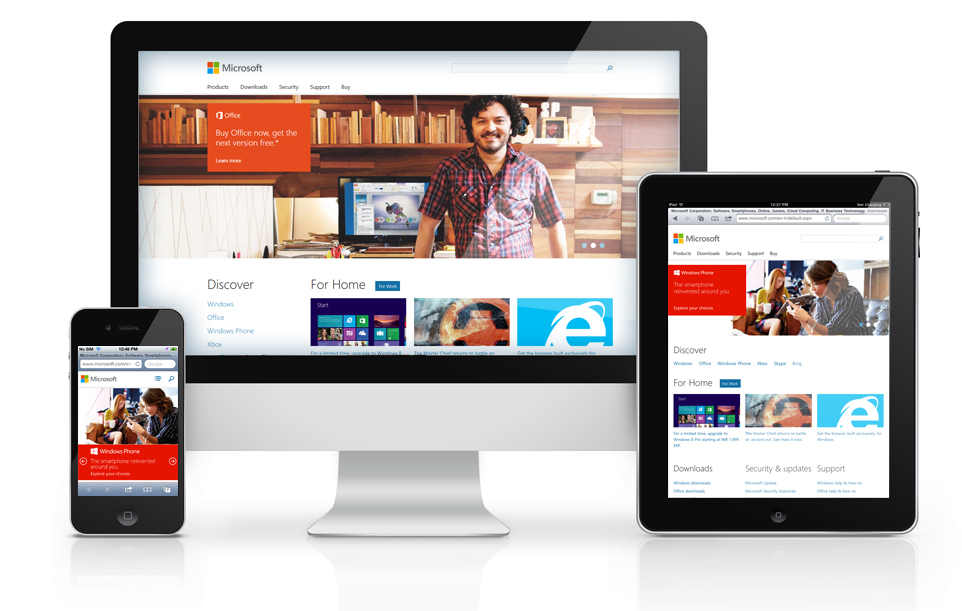 Microsoft
Products Downloads Security Support Buy
Office
Buy Office now, get the
next version free.*
Learn more
Discover
Windows
Office
Windows Phone
Xbox
For Home
For Work
Start
For a limited time, upgrade to Windows 8
The Master Chief returns to battle an
Get the browser built exclusively for
No SIM 12:48 PM
Microsoft Corporation: Software, Smartphones,
www.microsoft.com/en
Google
Microsoft
Windows Phone
The smartphone reinvented
around you.
Explore your choices
iPad 12:37 PM Not Charging
Microsoft Corporation: Software, Smartphones, Online, Games, Cloud Computing, IT Business Technology, Downloads
www.microsoft.com/en-in/default.aspx
Google
Microsoft
Products Downloads Security Support Buy
Windows Phone
The smartphone
reinvented around you.
Explore your choices
Discover
Windows Office Windows Phone Xbox Skype Bing
For Home
For Work
Start
For a limited time, upgrade to
Windows 8 Pro starting at INR 1,999
ERP.
The Master Chief returns to battle
an ancient evil. See Halo 4 now.
Get the browser built exclusively for
Windows.
Downloads
Windows downloads
Office downloads
Security & updates
Microsoft Update
Microsoft Security Essentials
Support
Windows help & how-to
Office help & how-to